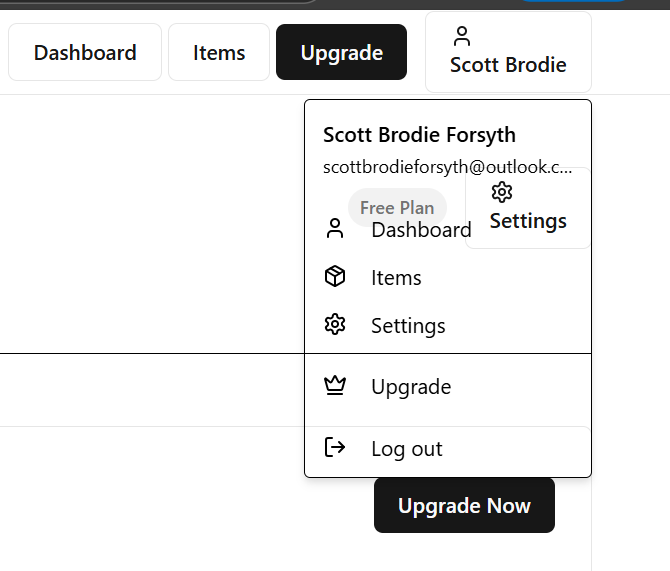 Dashboard
Items
Upgrade
Scott Brodie
Scott Brodie Forsyth
scottbrodieforsyth@outlook.c...
Free Plan
Settings
Dashboard
Items
Settings
Upgrade
Log out
Upgrade Now